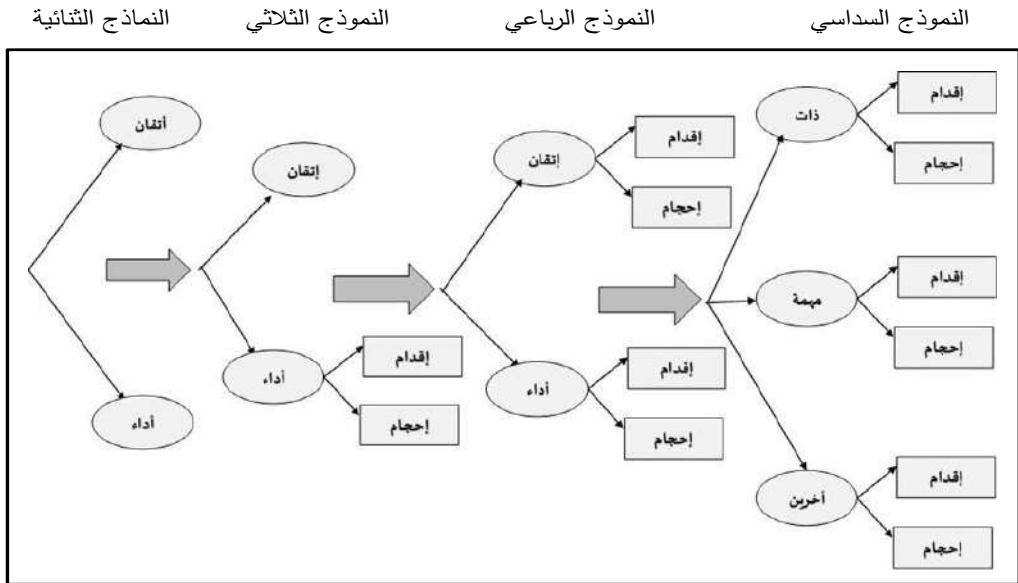 النماذج الثنائية
النموذج الثلاثي
النموذج الرباعي
النموذج السداسي
أتقان
أداء
إتقان
أداء
إقدام
إحجام
إتقان
إقدام
إحجام
أداء
إقدام
إحجام
ذات
إقدام
إحجام
مهمة
إقدام
إحجام
أخرين
إقدام
إحجام